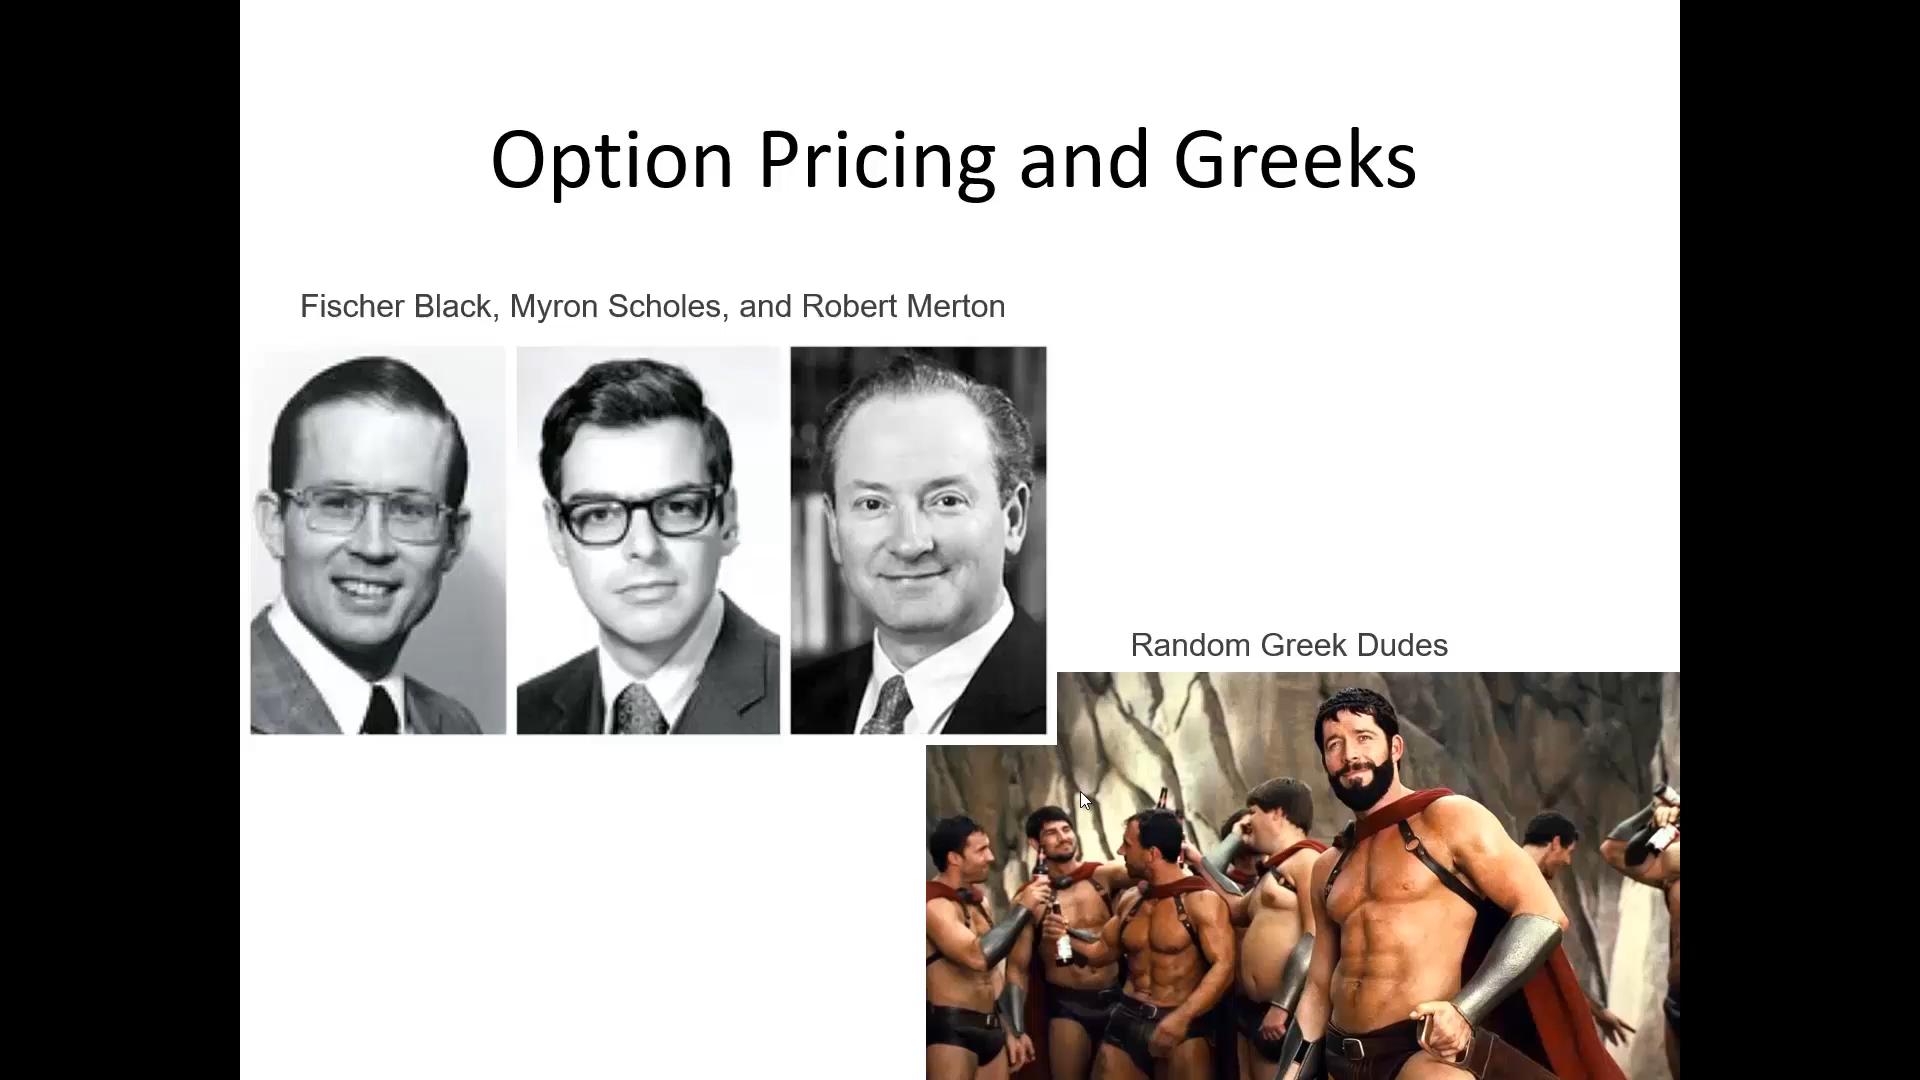 Option Pricing and Greeks
Fischer Black, Myron Scholes, and Robert Merton
Random Greek Dudes